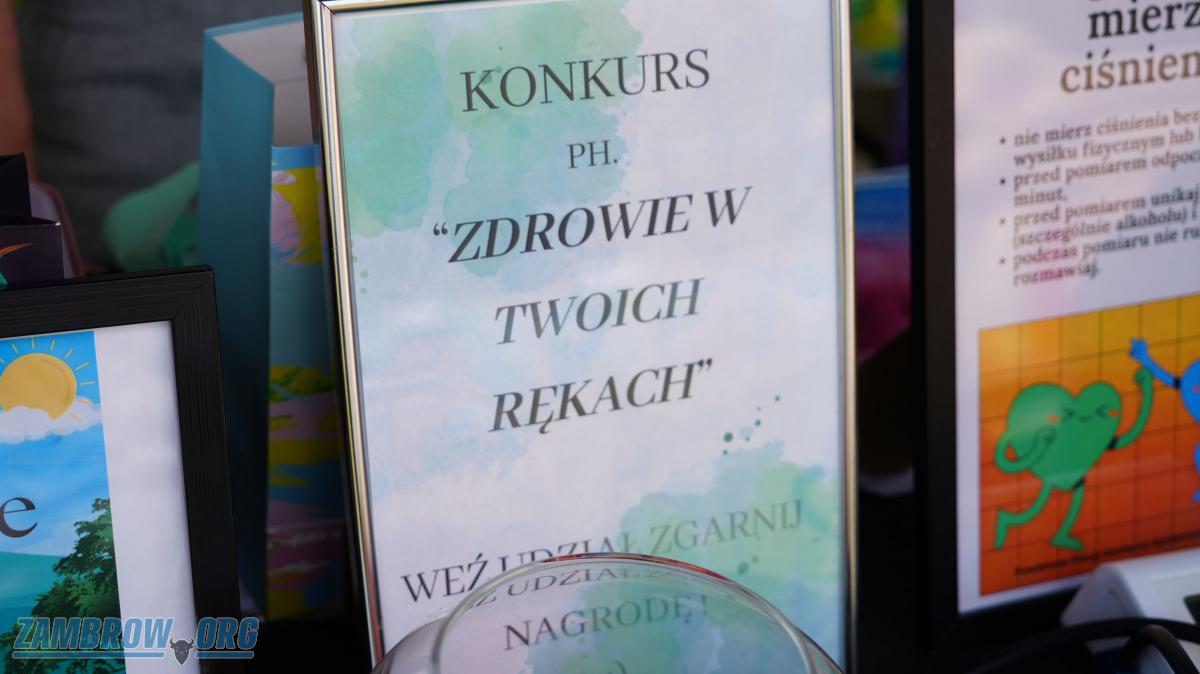 KONKURS
PH.
“ZDROWIE W
TWOICH
RĘKACH”
WEŹ UDZIAŁ ZGARNIJ
NAGRODĘ!
mierz
ciśnien
• nie mierz ciśnienia bez
wysiłku fizycznym lub
• przed pomiarem odpoc
minut,
• przed pomiarem unikaj
(szczególnie alkoholu) i
• podczas pomiaru nie ru
rozmawiaj.
e
ZAMBROW.ORG